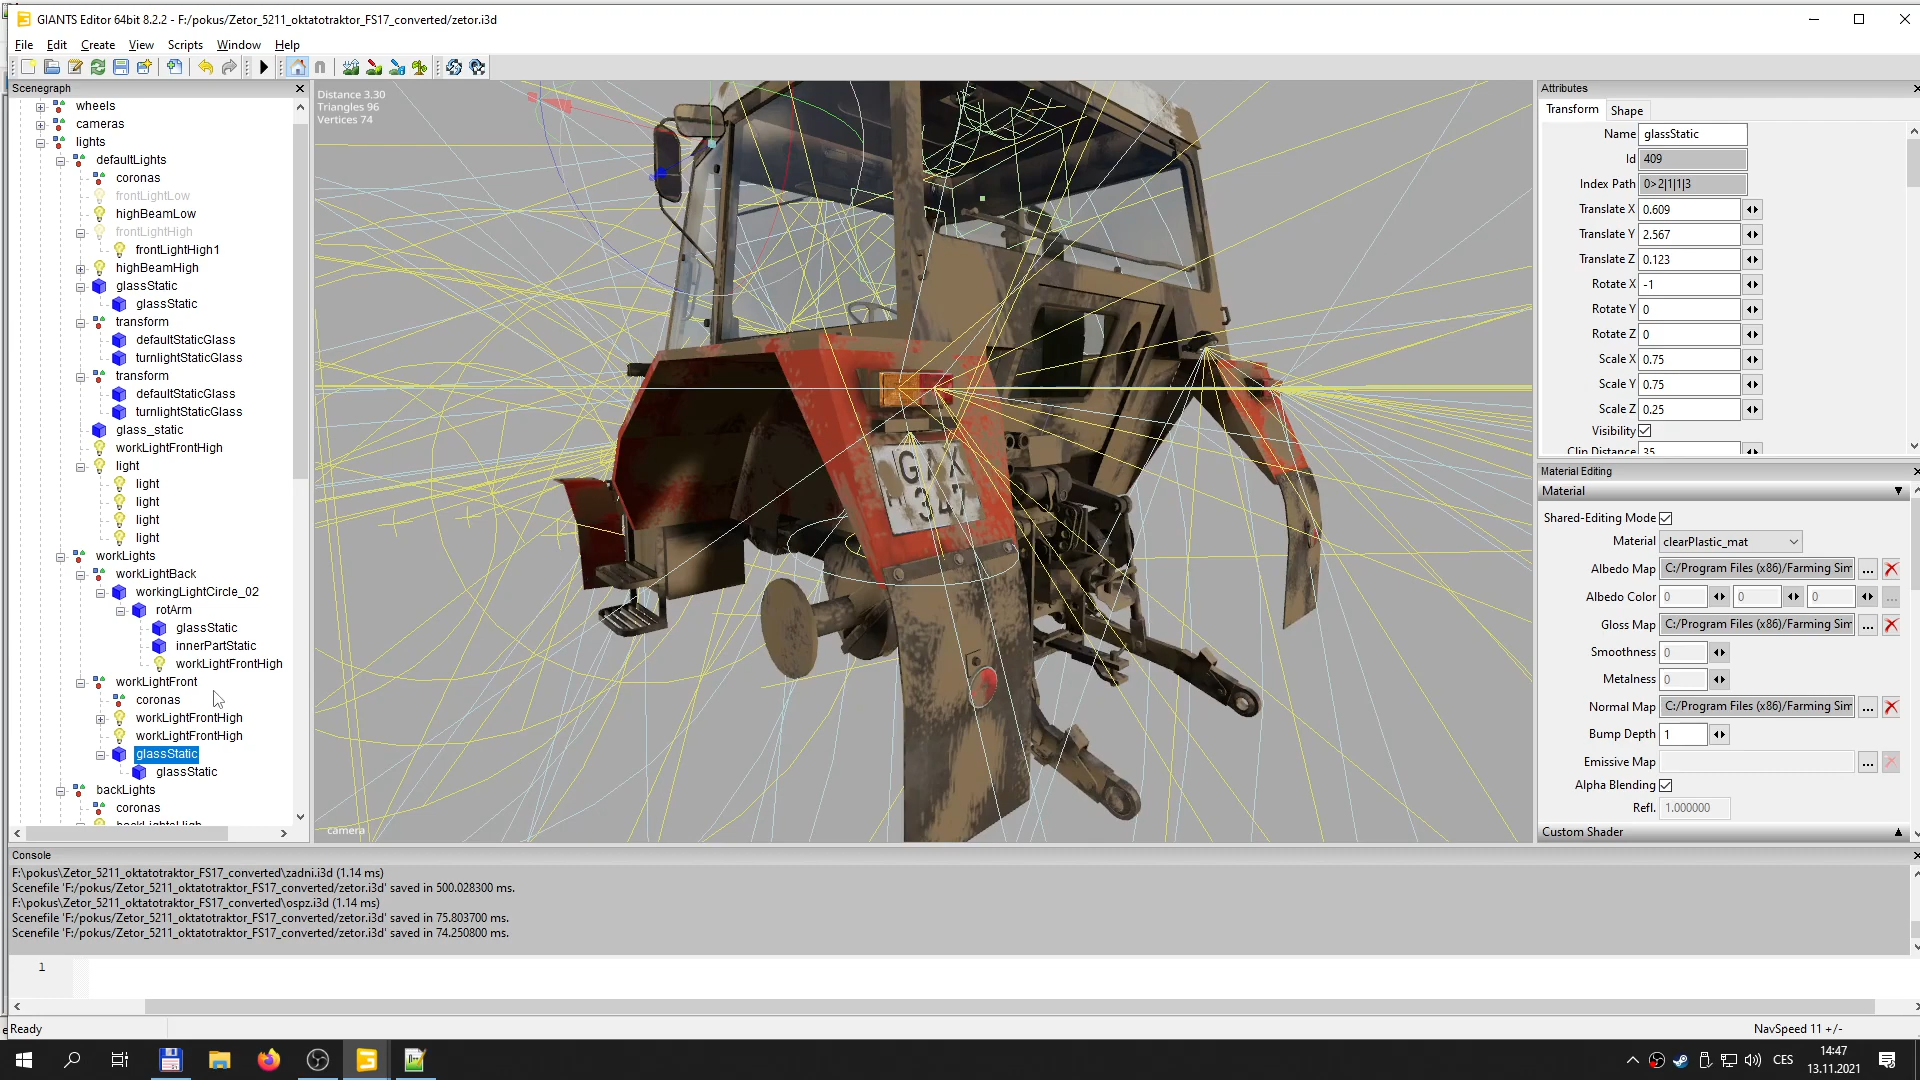 GIANTS Editor 64bit 8.2.2 - F:/pokus/Zetor_5211_oktatotraktor_FS17_converted/zetor.i3d
File Edit Create View Scripts Window Help
Scenegraph
wheels
cameras
lights
defaultLights
coronas
frontLightLow
highBeamLow
frontLightHigh
frontLightHigh1
highBeamHigh
glassStatic
glassStatic
transform
defaultStaticGlass
turnlightStaticGlass
transform
defaultStaticGlass
turnlightStaticGlass
glass_static
workLightFrontHigh
light
light
light
light
light
workLights
workLightBack
workingLightCircle_02
rotArm
glassStatic
innerPartStatic
workLightFrontHigh
workLightFront
coronas
workLightFrontHigh
workLightFrontHigh
glassStatic
glassStatic
backLights
coronas
Distance 3.30
Triangles 96
Vertices 74
347
camera
Attributes
Transform Shape
Name glassStatic
Id 409
Index Path 0>2|1|1|3
Translate X 0.609
Translate Y 2.567
Translate Z 0.123
Rotate X -1
Rotate Y 0
Rotate Z 0
Scale X 0.75
Scale Y 0.75
Scale Z 0.25
Visibility
Clip Distance 35
Material Editing
Material
Shared-Editing Mode
Material clearPlastic_mat
Albedo Map C:/Program Files (x86)/Farming Sim ...
Albedo Color 0 0 0 ...
Gloss Map C:/Program Files (x86)/Farming Sim ...
Smoothness 0
Metalness 0
Normal Map C:/Program Files (x86)/Farming Sim ...
Bump Depth 1
Emissive Map ...
Alpha Blending
Refl. 1.000000
Custom Shader
Console
F:\pokus\Zetor_5211_oktatotraktor_FS17_converted\zadni.i3d (1.14 ms)
Scenefile 'F:/pokus/Zetor_5211_oktatotraktor_FS17_converted/zetor.i3d' saved in 500.028300 ms.
F:\pokus\Zetor_5211_oktatotraktor_FS17_converted\ospz.i3d (1.14 ms)
Scenefile 'F:/pokus/Zetor_5211_oktatotraktor_FS17_converted/zetor.i3d' saved in 75.803700 ms.
Scenefile 'F:/pokus/Zetor_5211_oktatotraktor_FS17_converted/zetor.i3d' saved in 74.250800 ms.
1
Ready
NavSpeed 11 +/-
CES
14:47
13.11.2021